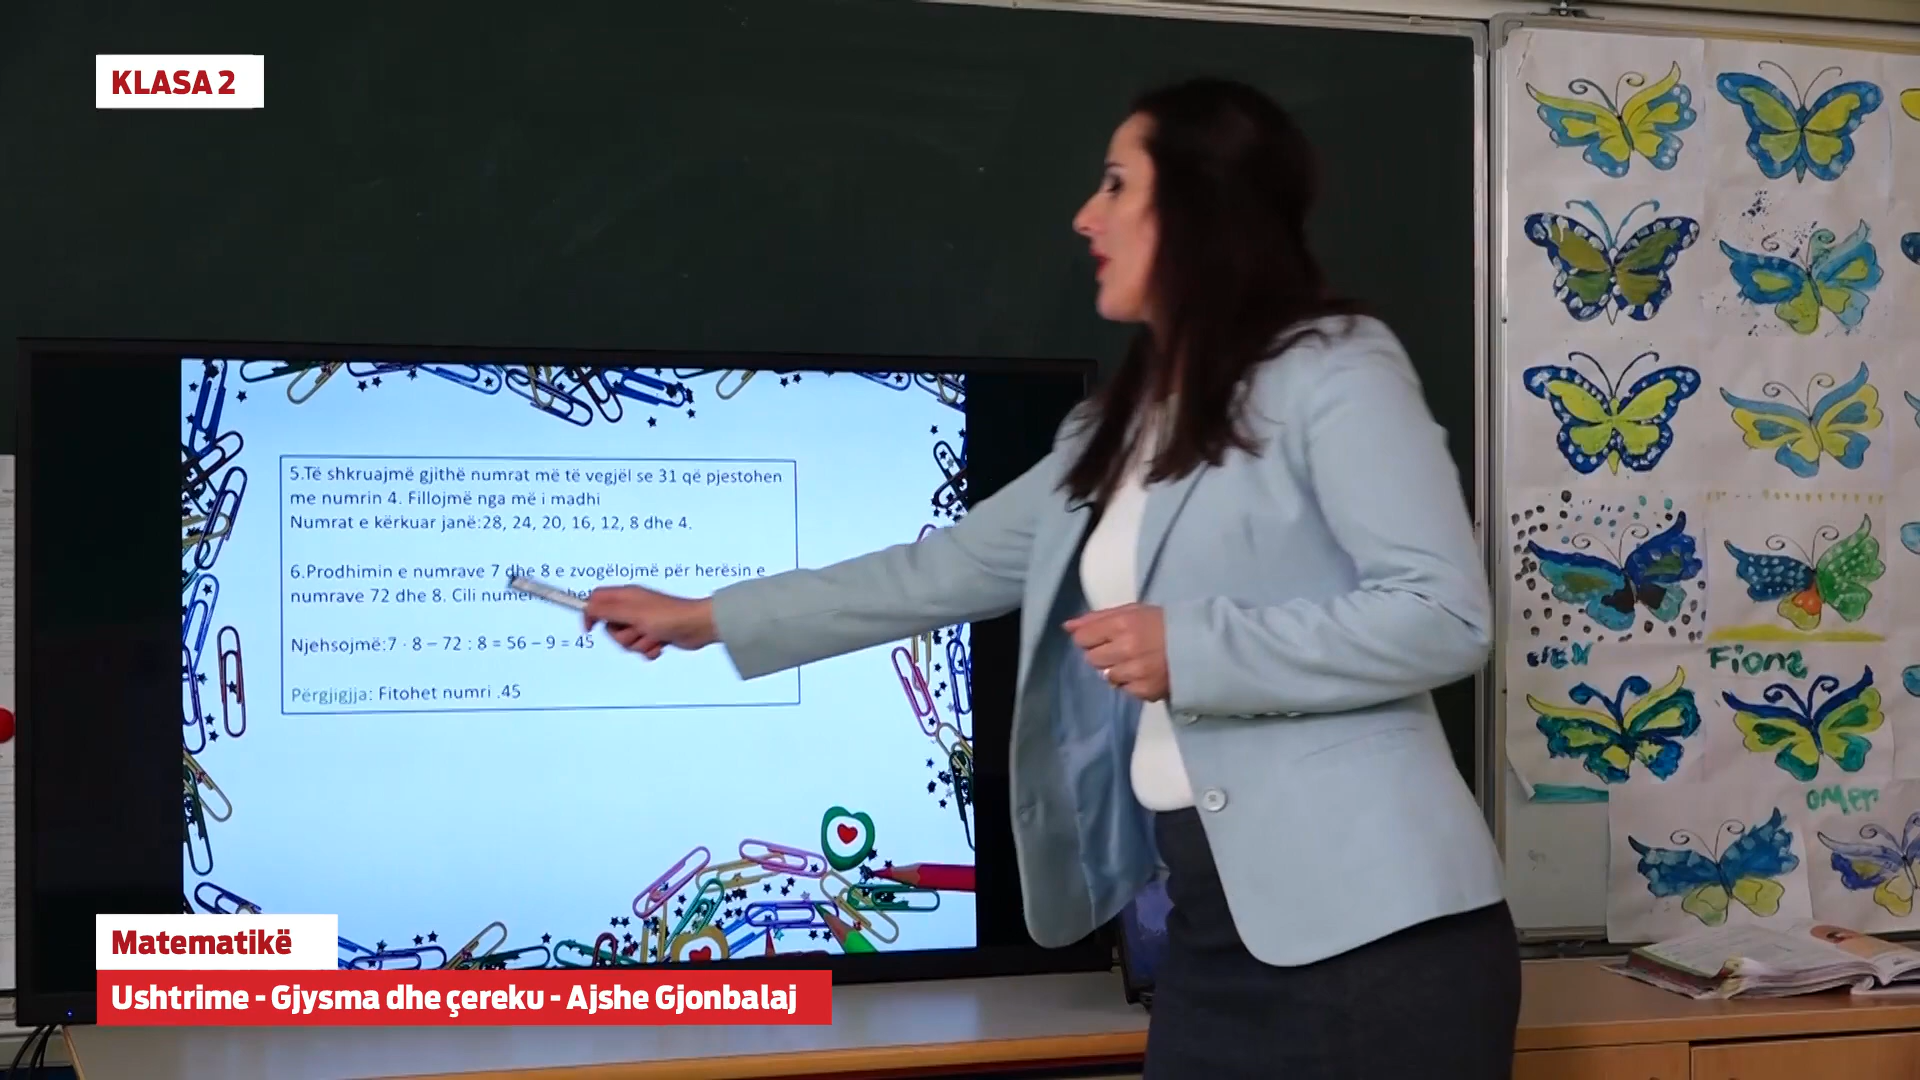 KLASA 2
5.Të shkruajmë gjithë numrat më të vegjël se 31 që pjestohen
me numrin 4. Fillojmë nga më i madhi
Numrat e kërkuar janë:28, 24, 20, 16, 12, 8 dhe 4.
6.Prodhimin e numrave 7 dhe 8 e zvogëlojmë për herësin e
numrave 72 dhe 8. Cili
Njehsojmë:7 · 8 – 72 : 8 = 56 – 9 = 45
Përgjigjja: Fitohet numri .45
Fiona
omer
Matematikë
Ushtrime - Gjysma dhe çereku - Ajshe Gjonbalaj